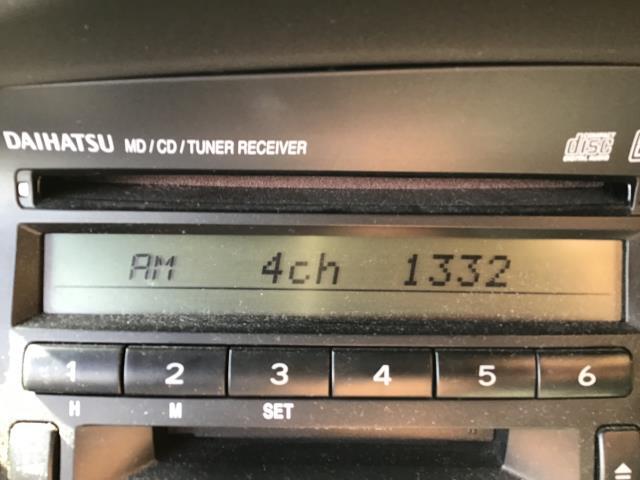 DAIHATSU MD / CD / TUNER RECEIVER disc
AM 4ch 1332
1 2 3 4 5 6
H M SET